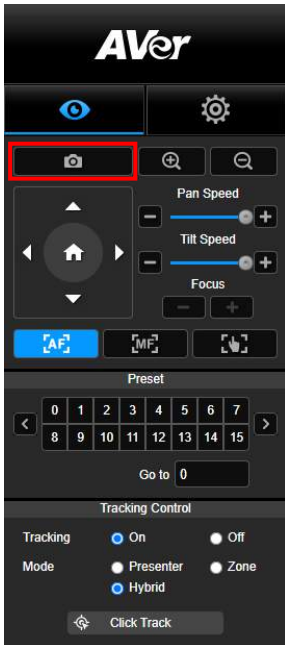 AVer
Pan Speed
Tilt Speed
Focus
AF
MF
Preset
0 1 2 3 4 5 6 7
8 9 10 11 12 13 14 15
Go to 0
Tracking Control
Tracking On Off
Mode Presenter Zone
Hybrid
Click Track